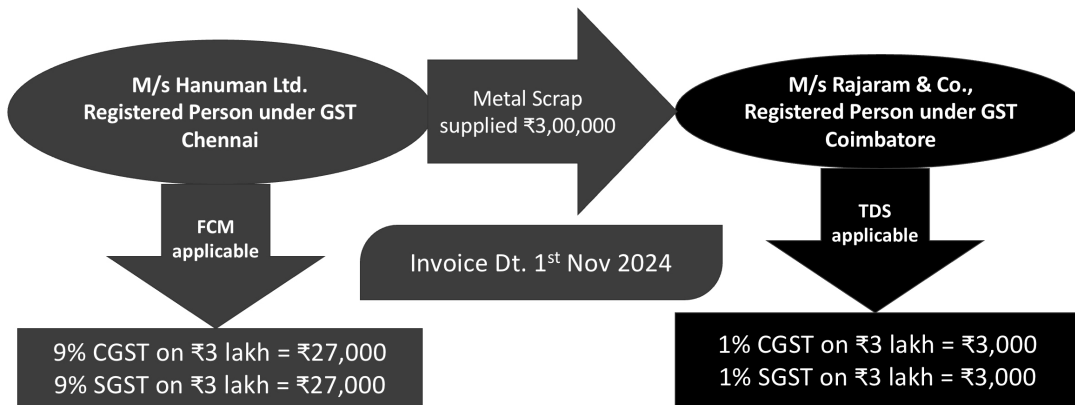 M/s Hanuman Ltd.
Registered Person under GST
Chennai
Metal Scrap
supplied ₹3,00,000
M/s Rajaram & Co.,
Registered Person under GST
Coimbatore
FCM
applicable
Invoice Dt. 1st Nov 2024
TDS
applicable
9% CGST on ₹3 lakh = ₹27,000
9% SGST on ₹3 lakh = ₹27,000
1% CGST on ₹3 lakh = ₹3,000
1% SGST on ₹3 lakh = ₹3,000